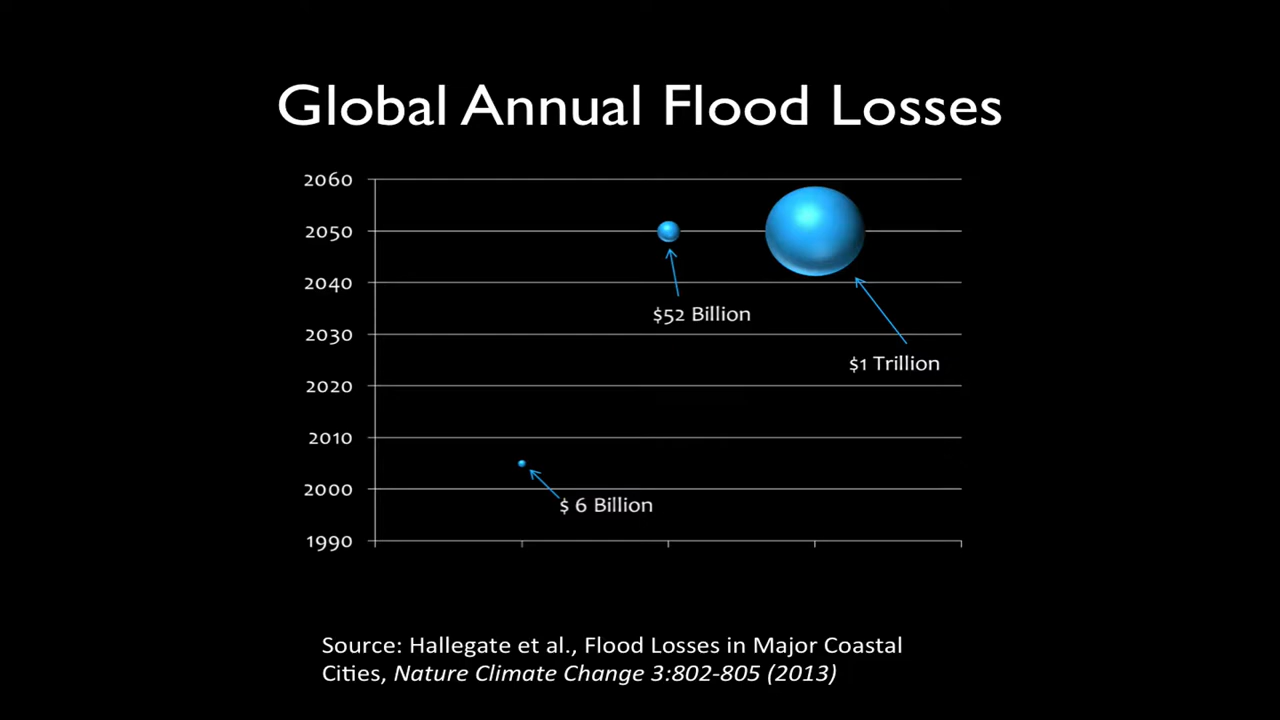 Global Annual Flood Losses
2060
2050
2040
$52 Billion
2030
$1 Trillion
2020
2010
2000
$ 6 Billion
1990
Source: Hallegate et al., Flood Losses in Major Coastal
Cities, Nature Climate Change 3:802-805 (2013)